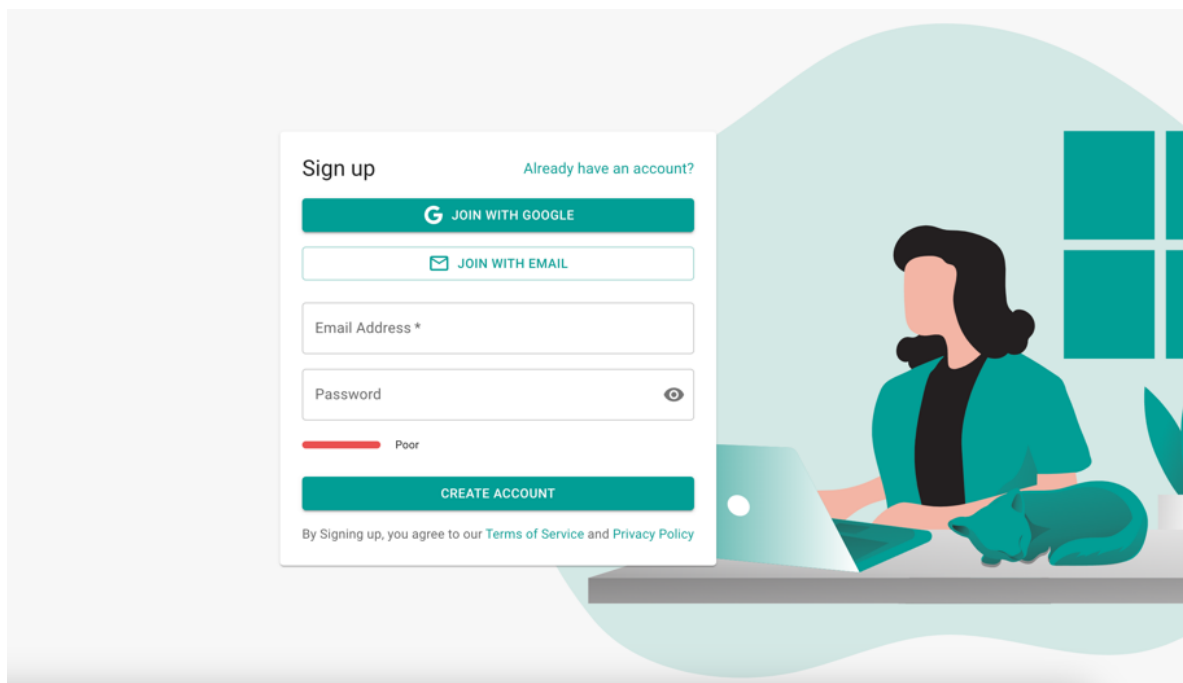 Sign up
Already have an account?
JOIN WITH GOOGLE
JOIN WITH EMAIL
Email Address *
Password
Poor
CREATE ACCOUNT
By Signing up, you agree to our Terms of Service and Privacy Policy